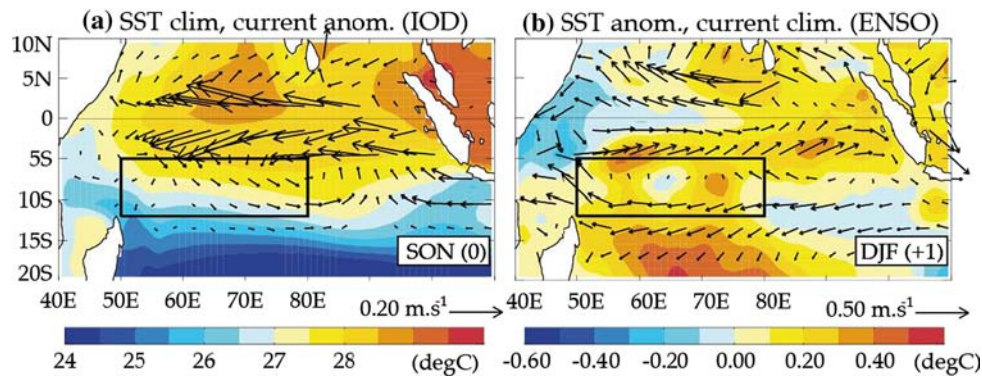 (a) SST clim, current anom. (IOD)
(b) SST anom., current clim. (ENSO)
10N
5N
0
5S
10S
15S
20S
SON (0)
DJF (+1)
40E 50E 60E 70E 80E
0.20 m.s⁻¹
40E 50E 60E 70E 80E
0.50 m.s⁻¹
24 25 26 27 28 (degC)
-0.60 -0.40 -0.20 0.00 0.40 (degC)